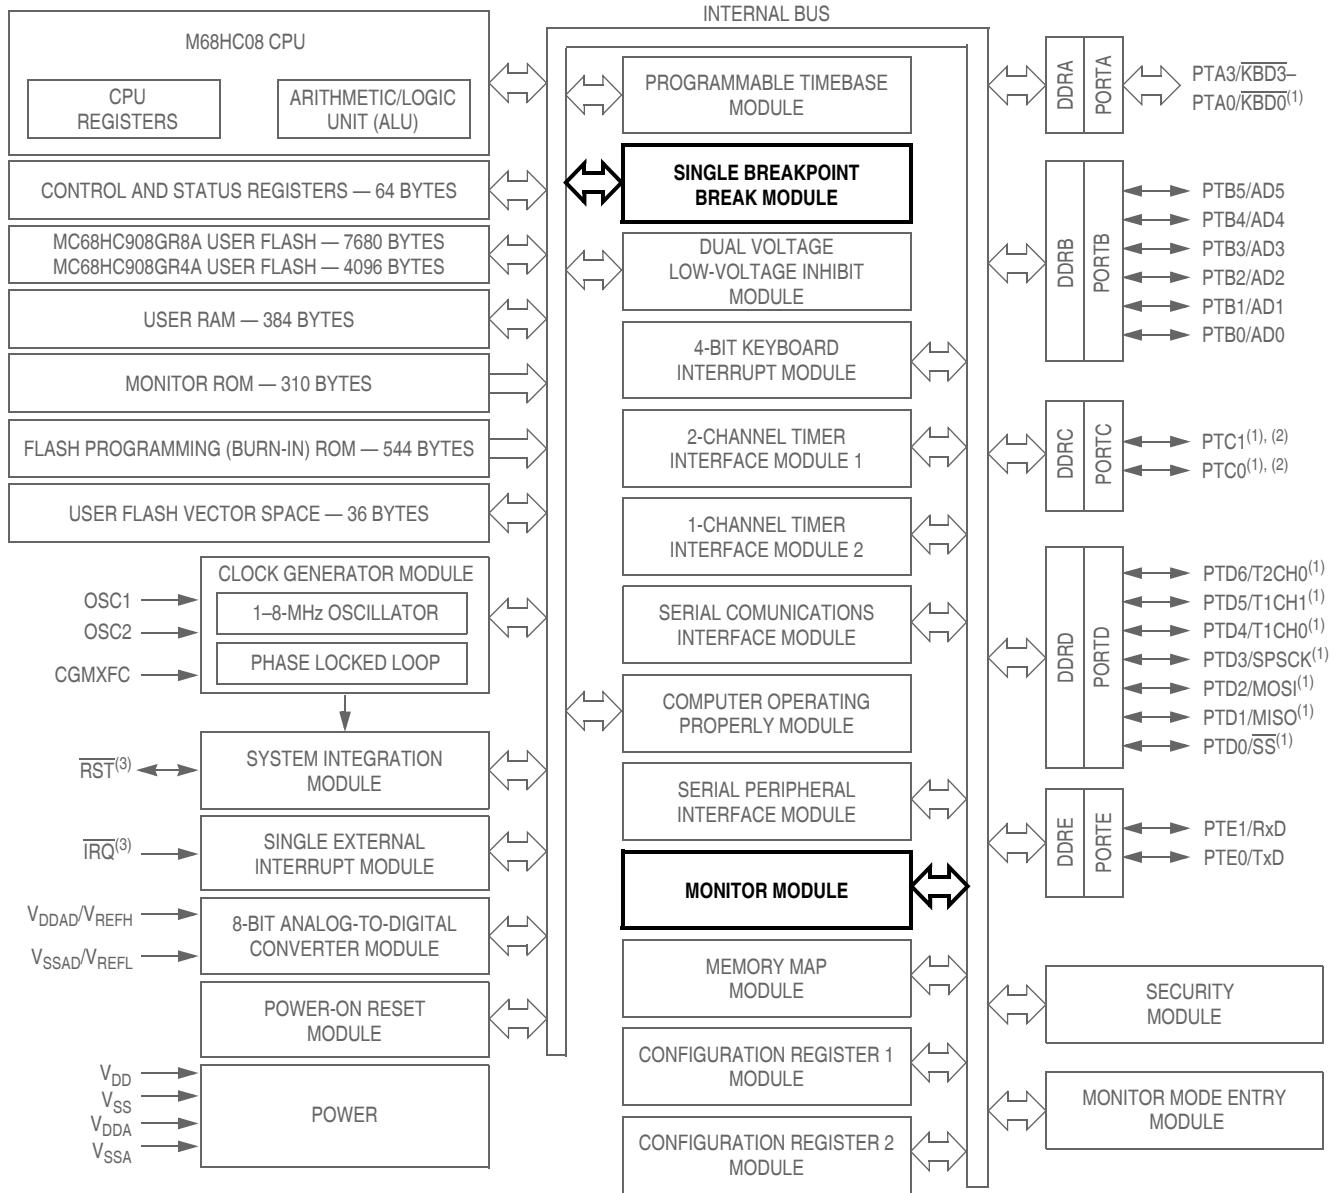 INTERNAL BUS
M68HC08 CPU
CPU
REGISTERS
ARITHMETIC/LOGIC
UNIT (ALU)
CONTROL AND STATUS REGISTERS — 64 BYTES
MC68HC908GR8A USER FLASH — 7680 BYTES
MC68HC908GR4A USER FLASH — 4096 BYTES
USER RAM — 384 BYTES
MONITOR ROM — 310 BYTES
FLASH PROGRAMMING (BURN-IN) ROM — 544 BYTES
USER FLASH VECTOR SPACE — 36 BYTES
CLOCK GENERATOR MODULE
1–8-MHz OSCILLATOR
PHASE LOCKED LOOP
OSC1
OSC2
CGMXFC
SYSTEM INTEGRATION
MODULE
RST(3)
SINGLE EXTERNAL
INTERRUPT MODULE
IRQ(3)
8-BIT ANALOG-TO-DIGITAL
CONVERTER MODULE
VDDAD/VREFH
VSSAD/VREFL
POWER-ON RESET
MODULE
POWER
VDD
VSS
VDDA
VSSA
PROGRAMMABLE TIMEBASE
MODULE
SINGLE BREAKPOINT
BREAK MODULE
DUAL VOLTAGE
LOW-VOLTAGE INHIBIT
MODULE
4-BIT KEYBOARD
INTERRUPT MODULE
2-CHANNEL TIMER
INTERFACE MODULE 1
1-CHANNEL TIMER
INTERFACE MODULE 2
SERIAL COMUNICATIONS
INTERFACE MODULE
COMPUTER OPERATING
PROPERLY MODULE
SERIAL PERIPHERAL
INTERFACE MODULE
MONITOR MODULE
MEMORY MAP
MODULE
CONFIGURATION REGISTER 1
MODULE
CONFIGURATION REGISTER 2
MODULE
DDRA
PORTA
PTA3/KBD3–
PTA0/KBD0(1)
DDRB
PORTB
PTB5/AD5
PTB4/AD4
PTB3/AD3
PTB2/AD2
PTB1/AD1
PTB0/AD0
DDRC
PORTC
PTC1(1), (2)
PTC0(1), (2)
DDRD
PORTD
PTD6/T2CH0(1)
PTD5/T1CH1(1)
PTD4/T1CH0(1)
PTD3/SPSCK(1)
PTD2/MOSI(1)
PTD1/MISO(1)
PTD0/SS(1)
DDRE
PORTE
PTE1/RxD
PTE0/TxD
SECURITY
MODULE
MONITOR MODE ENTRY
MODULE